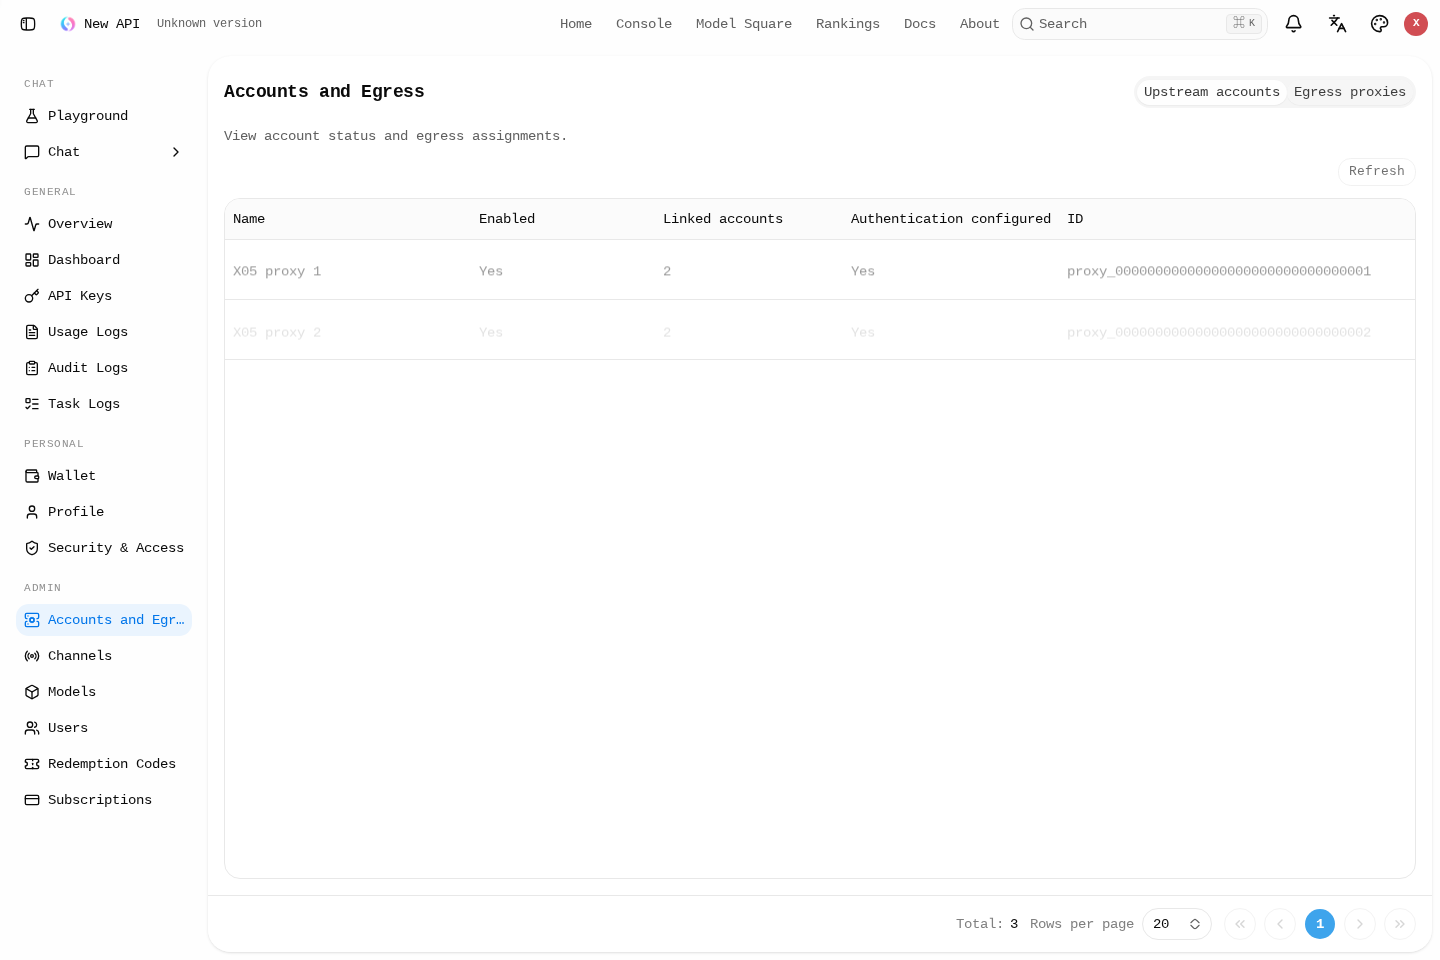 New API Unknown version Home Console Model Square Rankings Docs About Search ⌘ K X
CHAT
Playground
Chat
GENERAL
Overview
Dashboard
API Keys
Usage Logs
Audit Logs
Task Logs
PERSONAL
Wallet
Profile
Security & Access
ADMIN
Accounts and Egr…
Channels
Models
Users
Redemption Codes
Subscriptions
Accounts and Egress
Upstream accounts Egress proxies
View account status and egress assignments.
Refresh
Name Enabled Linked accounts Authentication configured ID
X05 proxy 1 Yes 2 Yes proxy_00000000000000000000000000000001
X05 proxy 2 Yes 2 Yes proxy_00000000000000000000000000000002
Total: 3 Rows per page 20 1